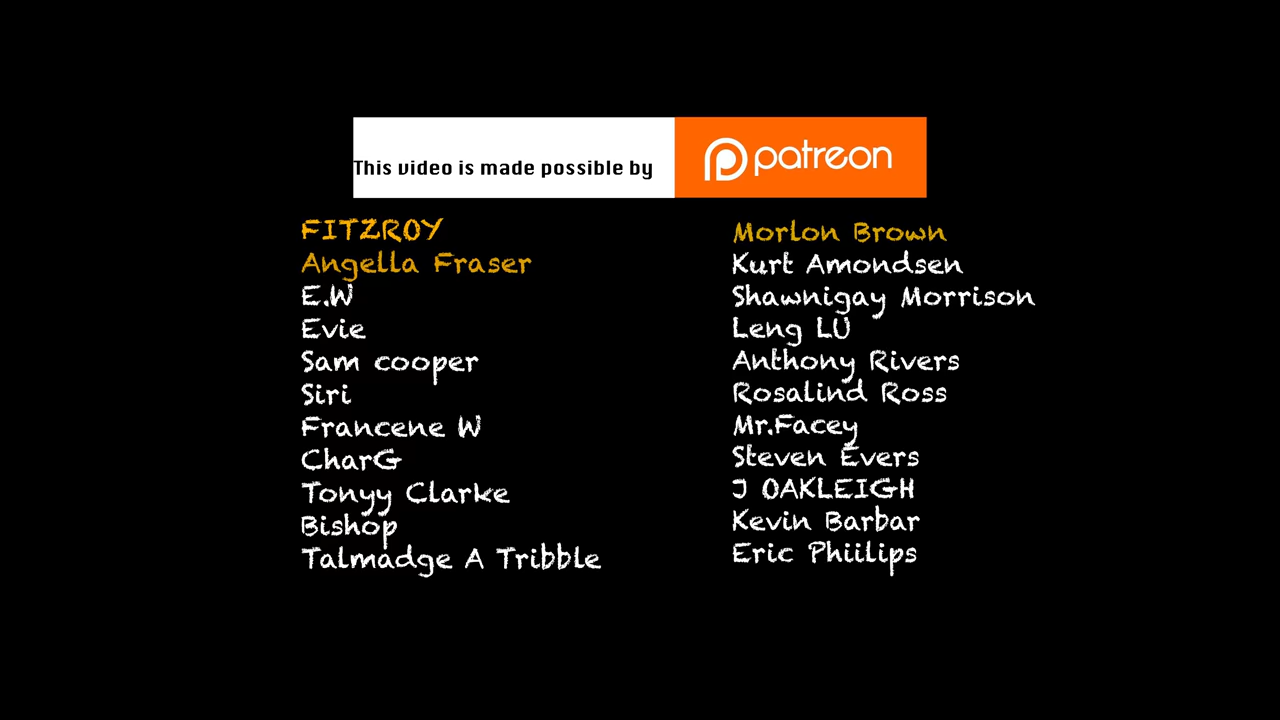 This video is made possible by patreon
FITZROY
Angella Fraser
E.W
Evie
Sam cooper
Siri
Francene W
CharG
Tonyy Clarke
Bishop
Talmadge A Tribble
Morlon Brown
Kurt Amondsen
Shawnigay Morrison
Leng LU
Anthony Rivers
Rosalind Ross
Mr.Facey
Steven Evers
J OAKLEIGH
Kevin Barbar
Eric Phiilips